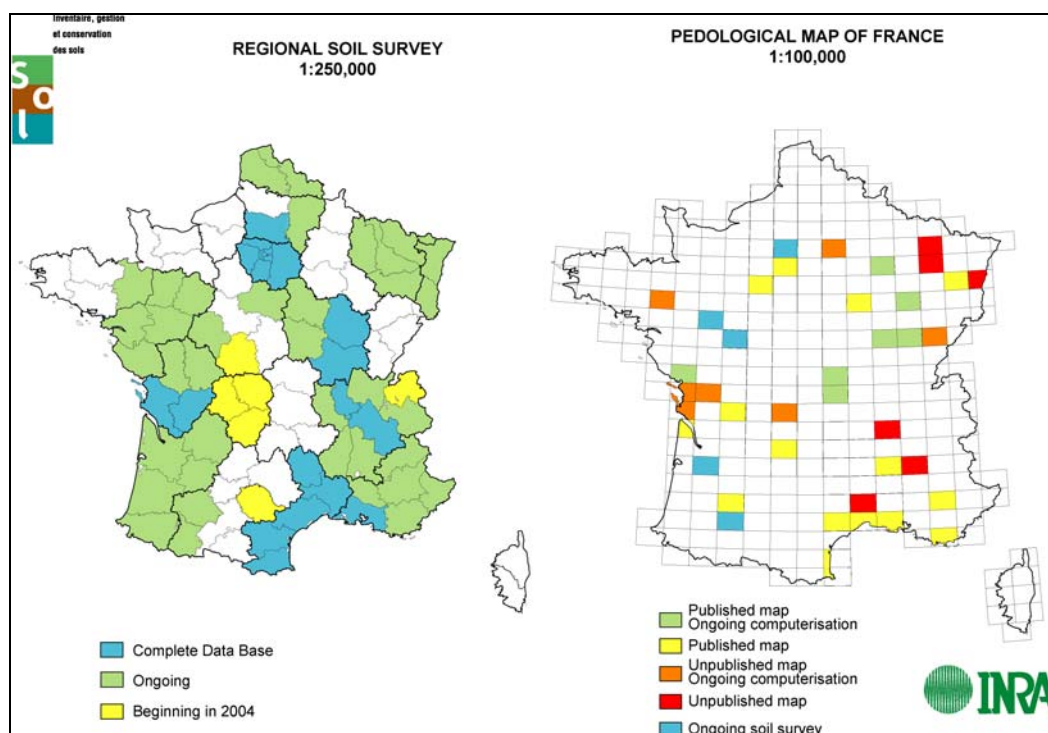 Inventaire, gestion
et conservation
des sols
Sol
REGIONAL SOIL SURVEY
1:250,000
PEDOLOGICAL MAP OF FRANCE
1:100,000
Complete Data Base
Ongoing
Beginning in 2004
Published map
Ongoing computerisation
Published map
Unpublished map
Ongoing computerisation
Unpublished map
Ongoing soil survey
INRA